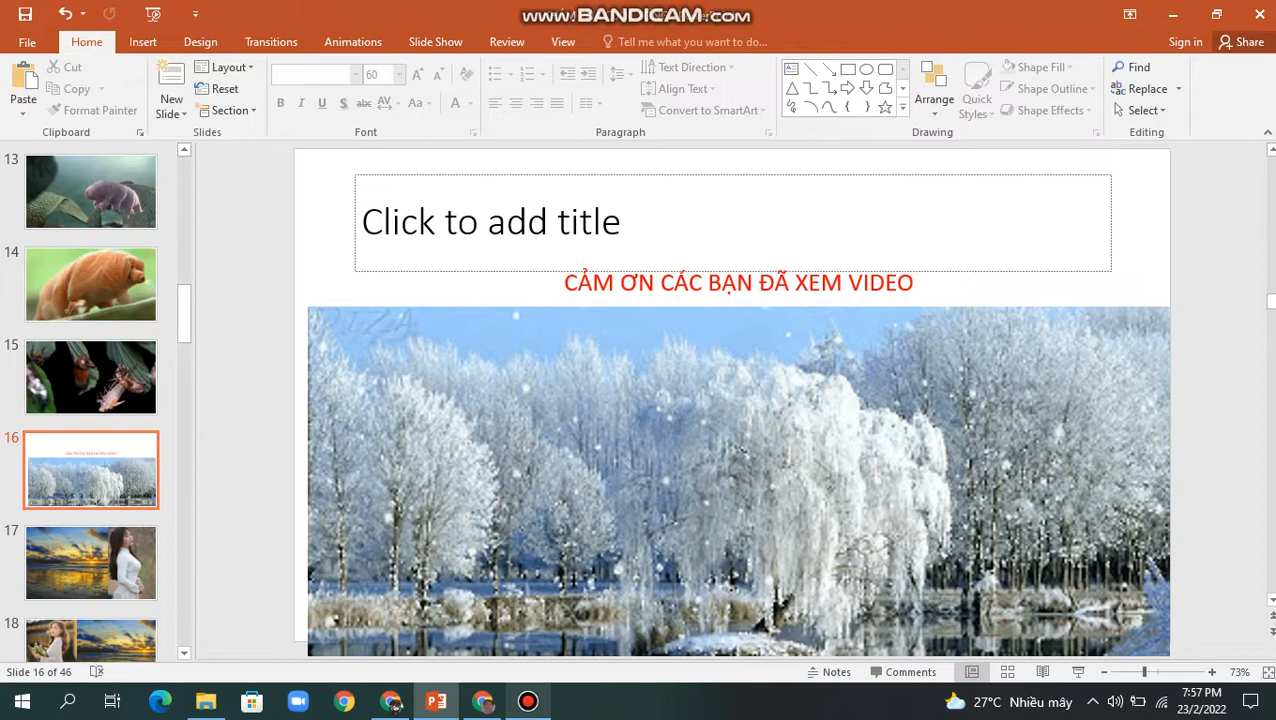 www.BANDICAM.com
File
Home
Insert
Design
Transitions
Animations
Slide Show
Review
View
Tell me what you want to do...
Sign in
Share
Paste
Cut
Copy
Format Painter
Clipboard
New
Slide
Layout
Reset
Section
Slides
60
B I U S abc AV Aa A
Font
Text Direction
Align Text
Convert to SmartArt
Paragraph
Arrange
Quick
Styles
Shape Fill
Shape Outline
Shape Effects
Drawing
Find
Replace
Select
Editing
13
14
15
16
17
18
Click to add title
CẢM ƠN CÁC BẠN ĐÃ XEM VIDEO
Slide 16 of 46
Notes
Comments
73%
27°C Nhiều mây
7:57 PM
23/2/2022